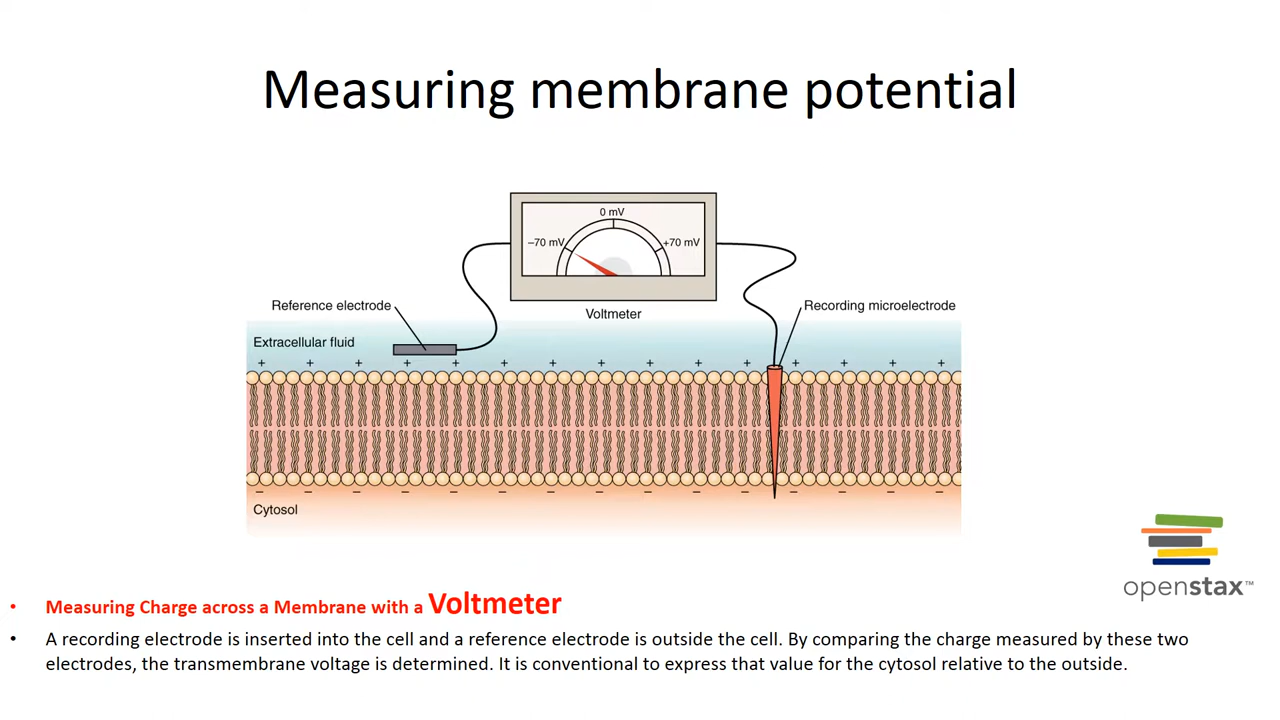 Measuring membrane potential
0 mV
–70 mV
+70 mV
Voltmeter
Reference electrode
Recording microelectrode
Extracellular fluid
+ + + + + + + + + + + + + + +
– – – – – – – – – – – – – – –
Cytosol
openstax™
• Measuring Charge across a Membrane with a Voltmeter
• A recording electrode is inserted into the cell and a reference electrode is outside the cell. By comparing the charge measured by these two
electrodes, the transmembrane voltage is determined. It is conventional to express that value for the cytosol relative to the outside.